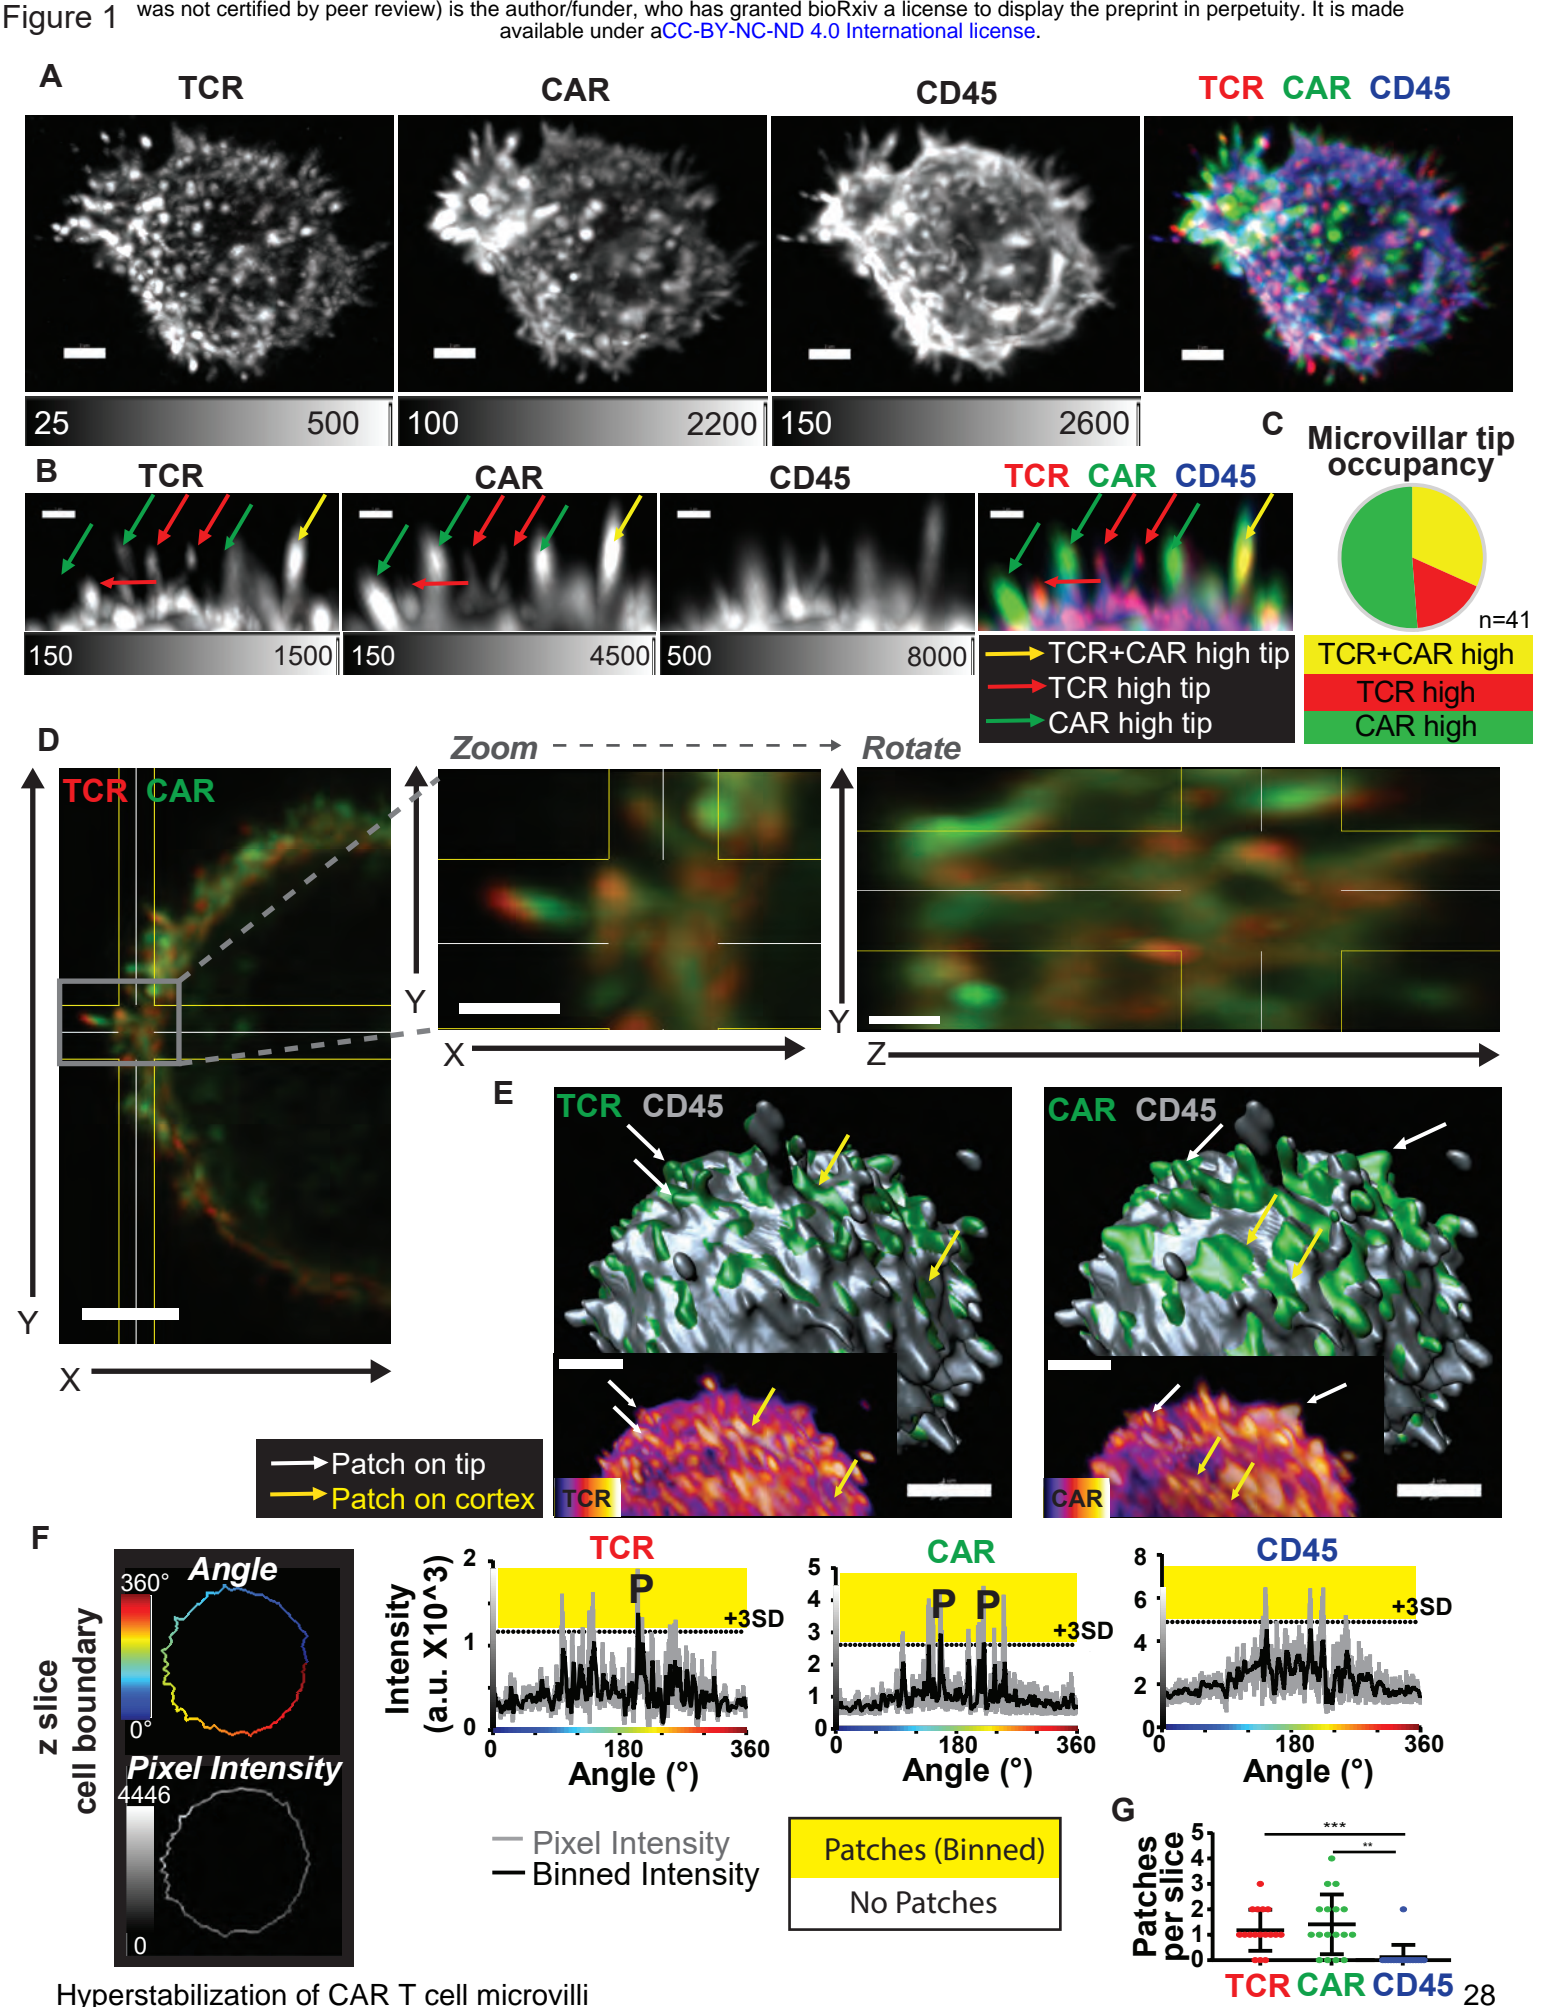 Figure 1
was not certified by peer review) is the author/funder, who has granted bioRxiv a license to display the preprint in perpetuity. It is made
available under aCC-BY-NC-ND 4.0 International license.
A
TCR
CAR
CD45
TCR CAR CD45
25 500
100 2200
150 2600
B
TCR
CAR
CD45
TCR CAR CD45
150 1500
150 4500
500 8000
TCR+CAR high tip
TCR high tip
CAR high tip
C
Microvillar tip
occupancy
n=41
TCR+CAR high
TCR high
CAR high
D
TCR CAR
Y
X
Zoom
Y
X
Rotate
Y
Z
E
TCR CD45
TCR
CAR CD45
CAR
Patch on tip
Patch on cortex
F
z slice
cell boundary
Angle
360°
0°
Pixel Intensity
4446
0
TCR
Intensity
(a.u. X10^3)
2
1
0
P
+3SD
0 180 360
Angle (°)
CAR
5
4
3
2
1
0
P P
+3SD
0 180 360
Angle (°)
CD45
8
6
4
2
0
+3SD
0 180 360
Angle (°)
Pixel Intensity
Binned Intensity
Patches (Binned)
No Patches
G
Patches
per slice
5
4
3
2
1
0
***
**
TCR CAR CD45
Hyperstabilization of CAR T cell microvilli
28